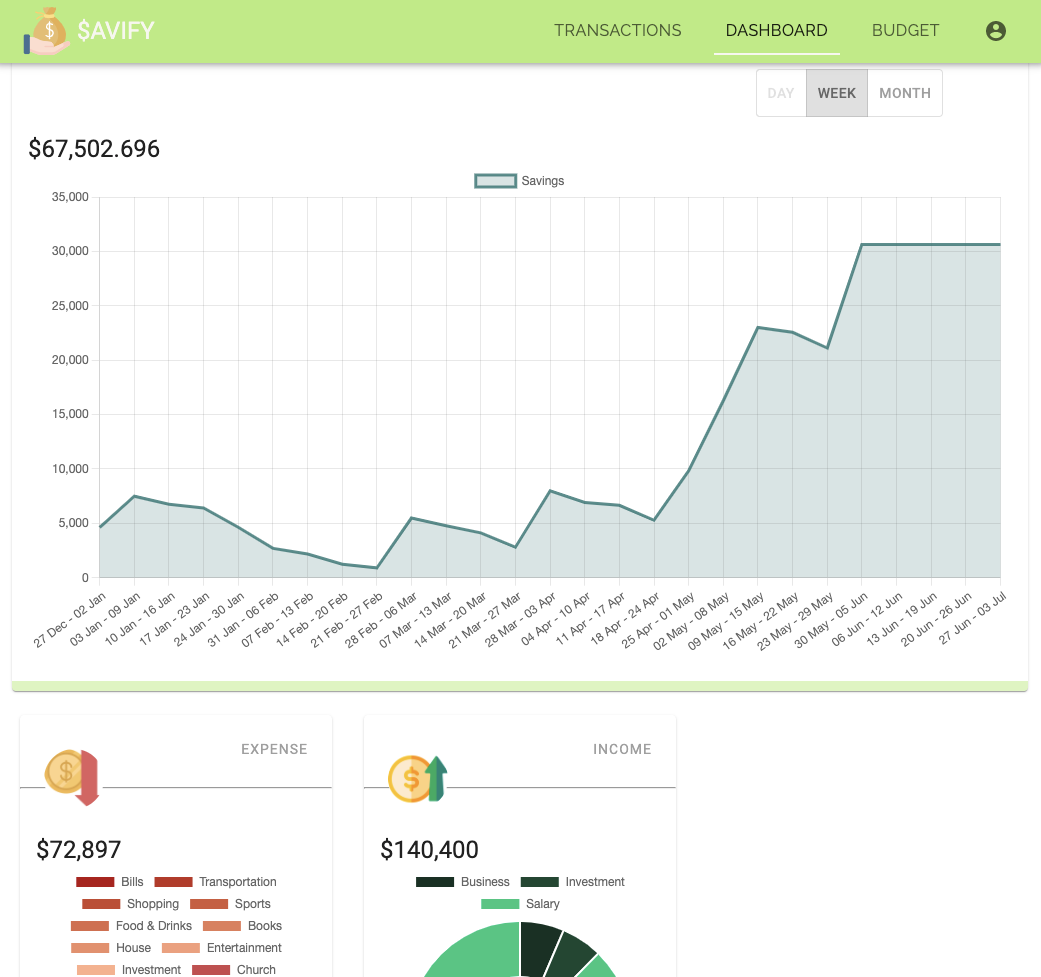 $AVIFY
TRANSACTIONS DASHBOARD BUDGET
DAY WEEK MONTH
$67,502.696
Savings
35,000
30,000
25,000
20,000
15,000
10,000
5,000
0
27 Dec - 02 Jan
03 Jan - 09 Jan
10 Jan - 16 Jan
17 Jan - 23 Jan
24 Jan - 30 Jan
31 Jan - 06 Feb
07 Feb - 13 Feb
14 Feb - 20 Feb
21 Feb - 27 Feb
28 Feb - 06 Mar
07 Mar - 13 Mar
14 Mar - 20 Mar
21 Mar - 27 Mar
28 Mar - 03 Apr
04 Apr - 10 Apr
11 Apr - 17 Apr
18 Apr - 24 Apr
25 Apr - 01 May
02 May - 08 May
09 May - 15 May
16 May - 22 May
23 May - 29 May
30 May - 05 Jun
06 Jun - 12 Jun
13 Jun - 19 Jun
20 Jun - 26 Jun
27 Jun - 03 Jul
EXPENSE
$72,897
Bills Transportation
Shopping Sports
Food & Drinks Books
House Entertainment
Investment Church
INCOME
$140,400
Business Investment
Salary